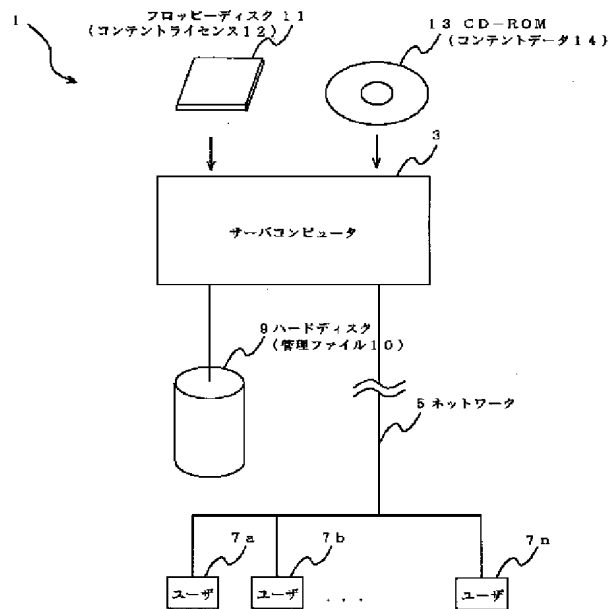 1
フロッピーディスク11
(コンテントライセンス12)
13 CD-ROM
(コンテントデータ14)
3
サーバコンピュータ
9ハードディスク
(管理ファイル10)
5ネットワーク
7a
7b
7n
ユーザ
ユーザ
...
ユーザ